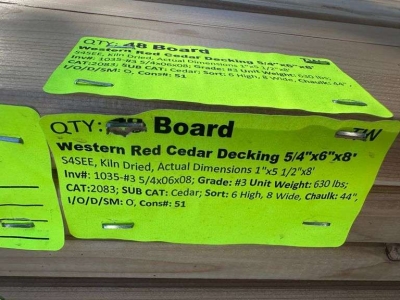 QTY: 48 Board
Western Red Cedar Decking 5/4"x6"x8'
S4SEE, Kiln Dried, Actual Dimensions 1"x5 1/2"x8'
Inv#: 1035-#3 5/4x06x08; Grade: #3 Unit Weight: 630 lbs;
CAT:2083; SUB CAT: Cedar; Sort: 6 High, 8 Wide, Chaulk: 44",
I/O/D/SM: O, Cons#: 51
QTY: Board
Western Red Cedar Decking 5/4"x6"x8'
S4SEE, Kiln Dried, Actual Dimensions 1"x5 1/2"x8'
Inv#: 1035-#3 5/4x06x08; Grade: #3 Unit Weight: 630 lbs;
CAT:2083; SUB CAT: Cedar; Sort: 6 High, 8 Wide, Chaulk: 44",
I/O/D/SM: O, Cons#: 51